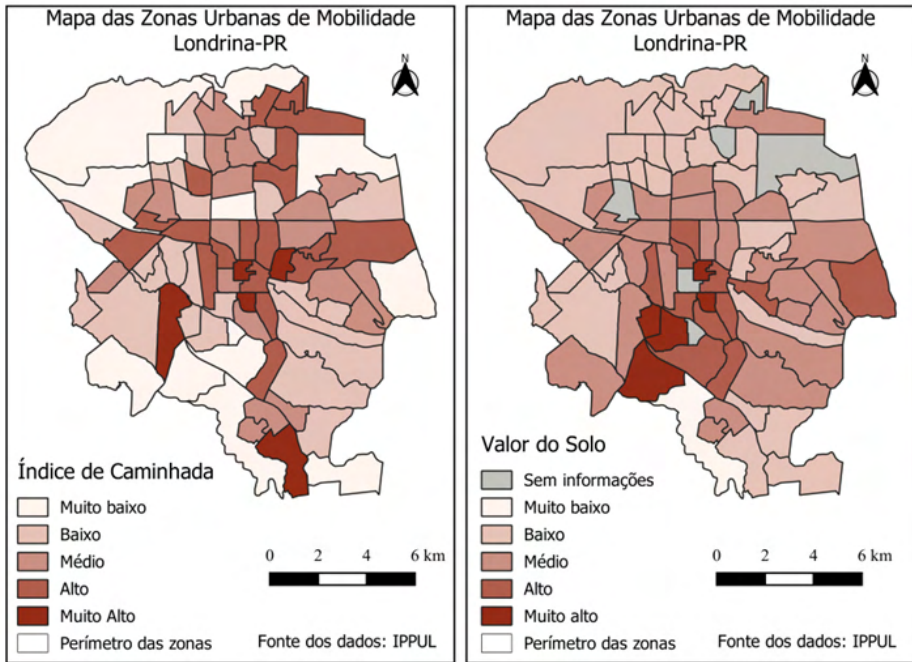 Mapa das Zonas Urbanas de Mobilidade
Londrina-PR
N
Índice de Caminhada
Muito baixo
Baixo
Médio
Alto
Muito Alto
Perímetro das zonas
0 2 4 6 km
Fonte dos dados: IPPUL
Mapa das Zonas Urbanas de Mobilidade
Londrina-PR
N
Valor do Solo
Sem informações
Muito baixo
Baixo
Médio
Alto
Muito alto
Perímetro das zonas
0 2 4 6 km
Fonte dos dados: IPPUL